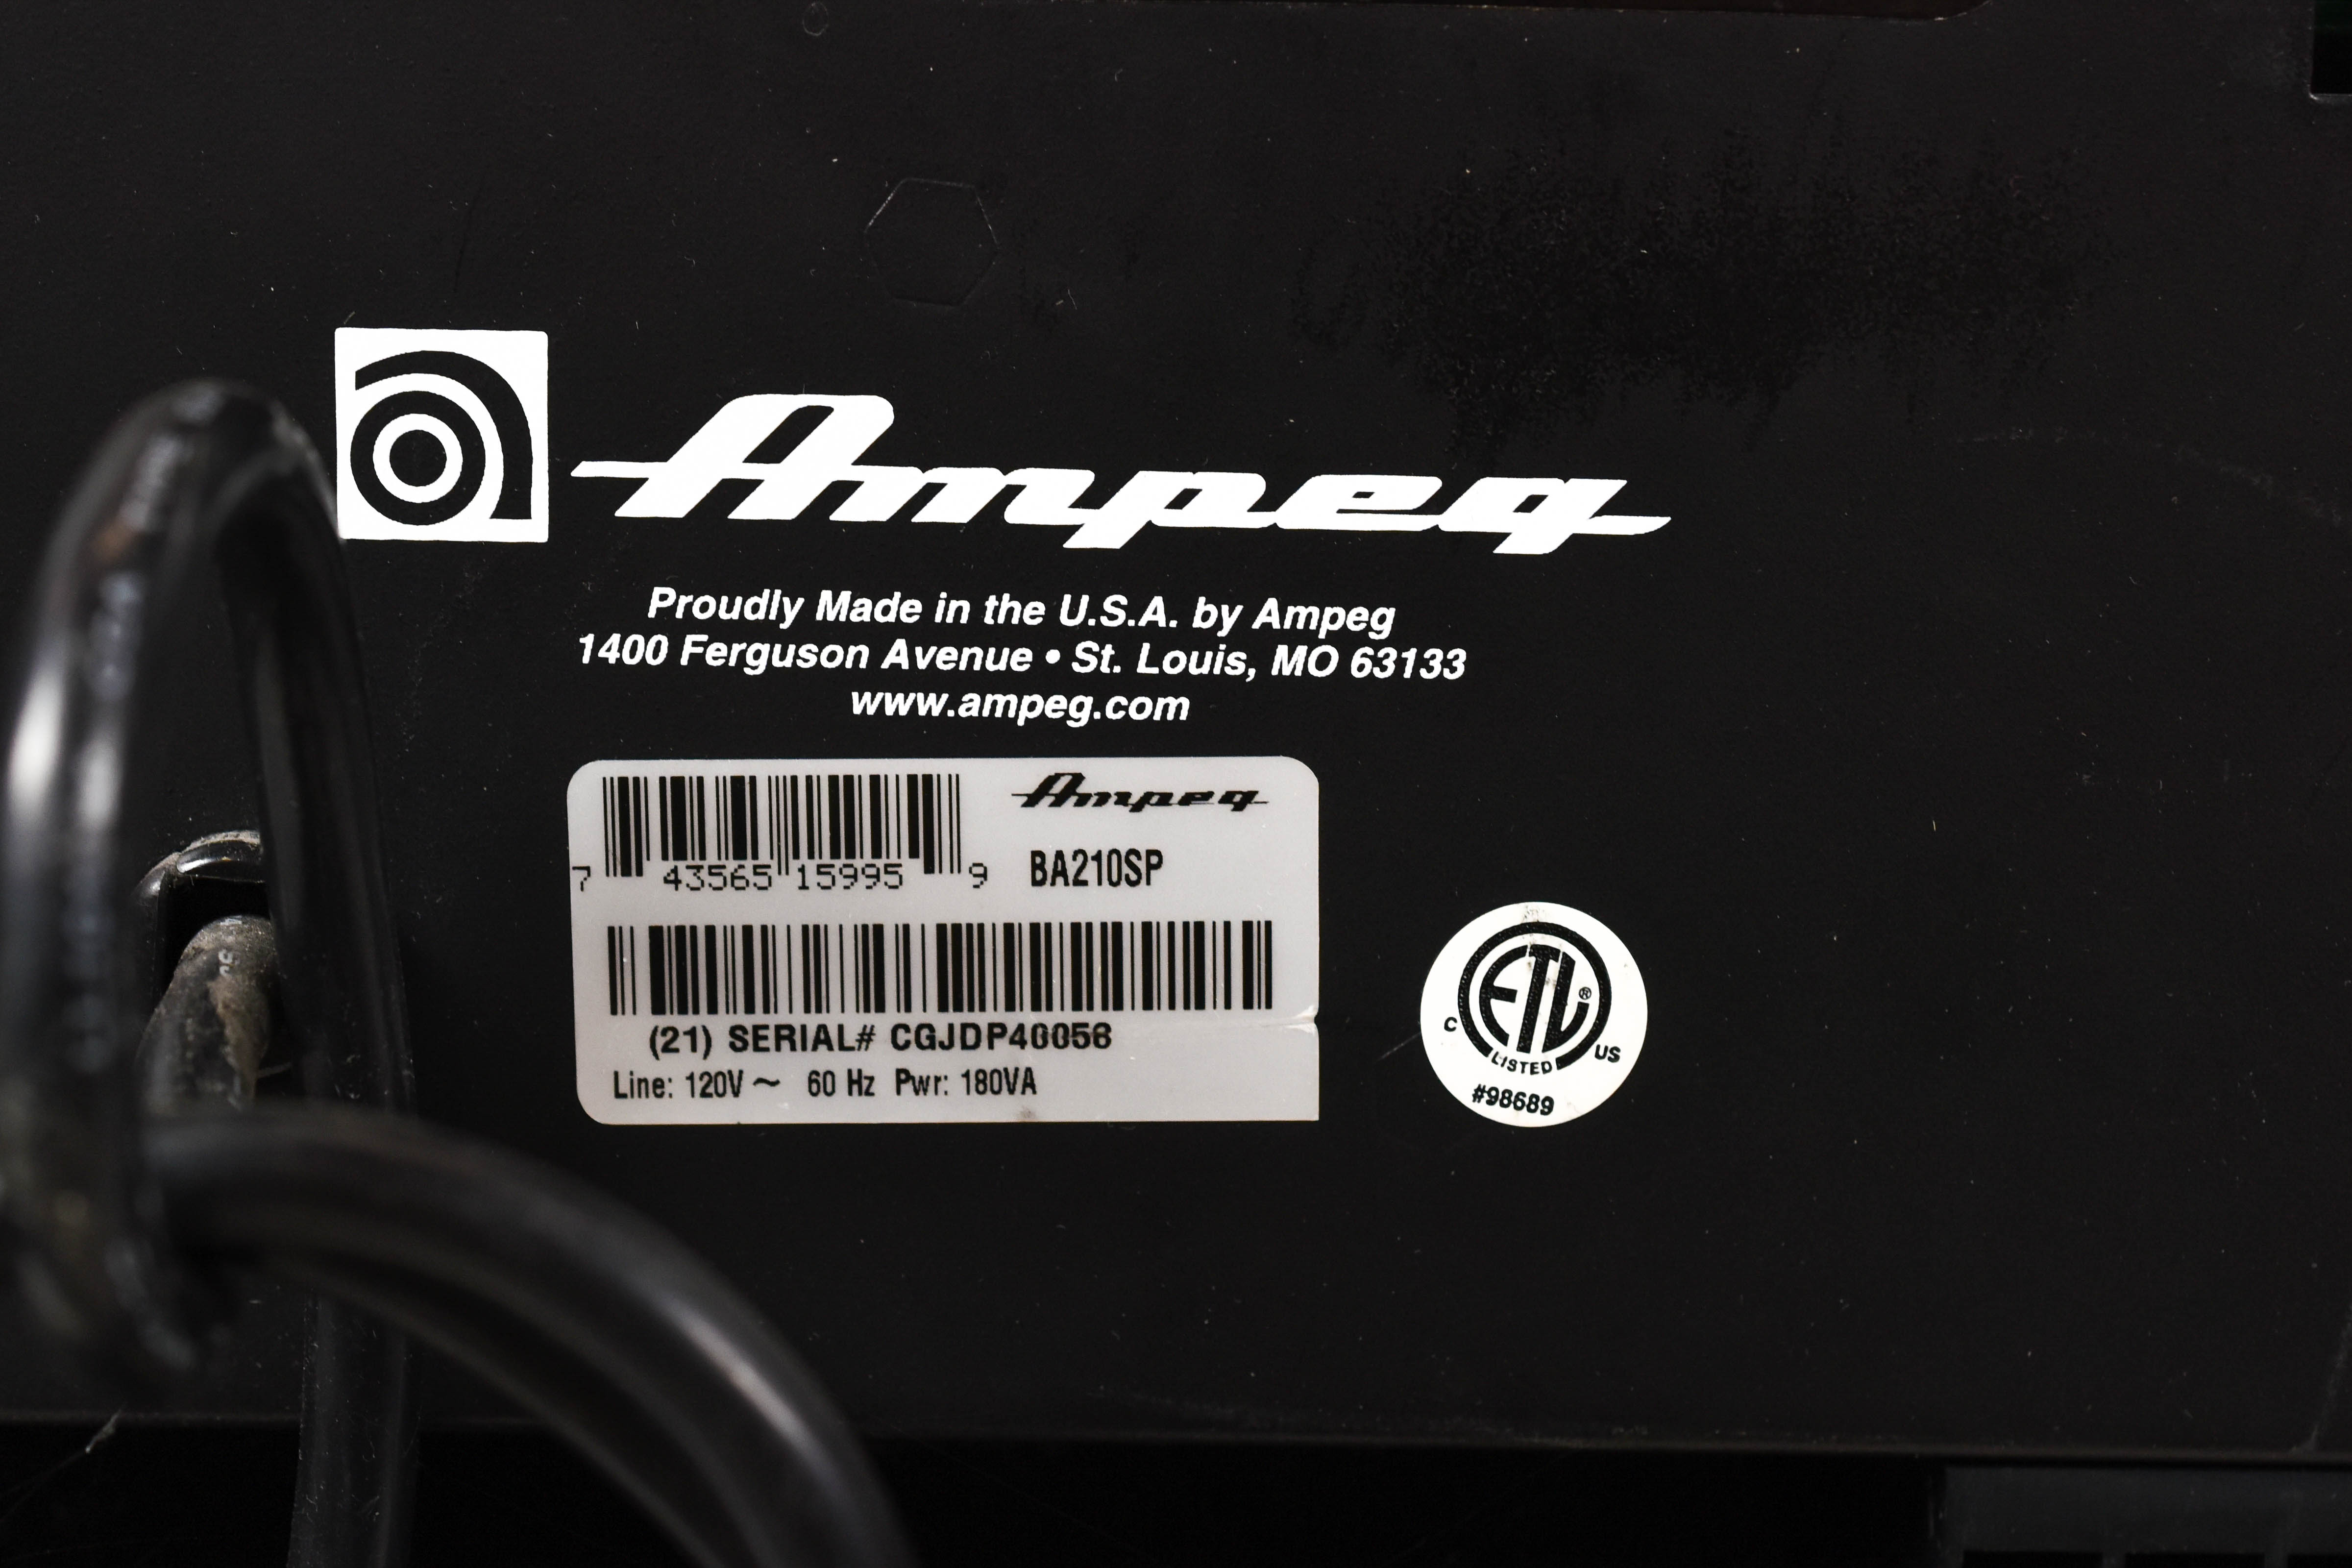 Ampeg
Proudly Made in the U.S.A. by Ampeg
1400 Ferguson Avenue • St. Louis, MO 63133
www.ampeg.com
Ampeg
7 43565 15995 9
BA210SP
(21) SERIAL# CGJDP40056
Line: 120V ~ 60 Hz Pwr: 180VA
ETL®
C
US
LISTED
#98689